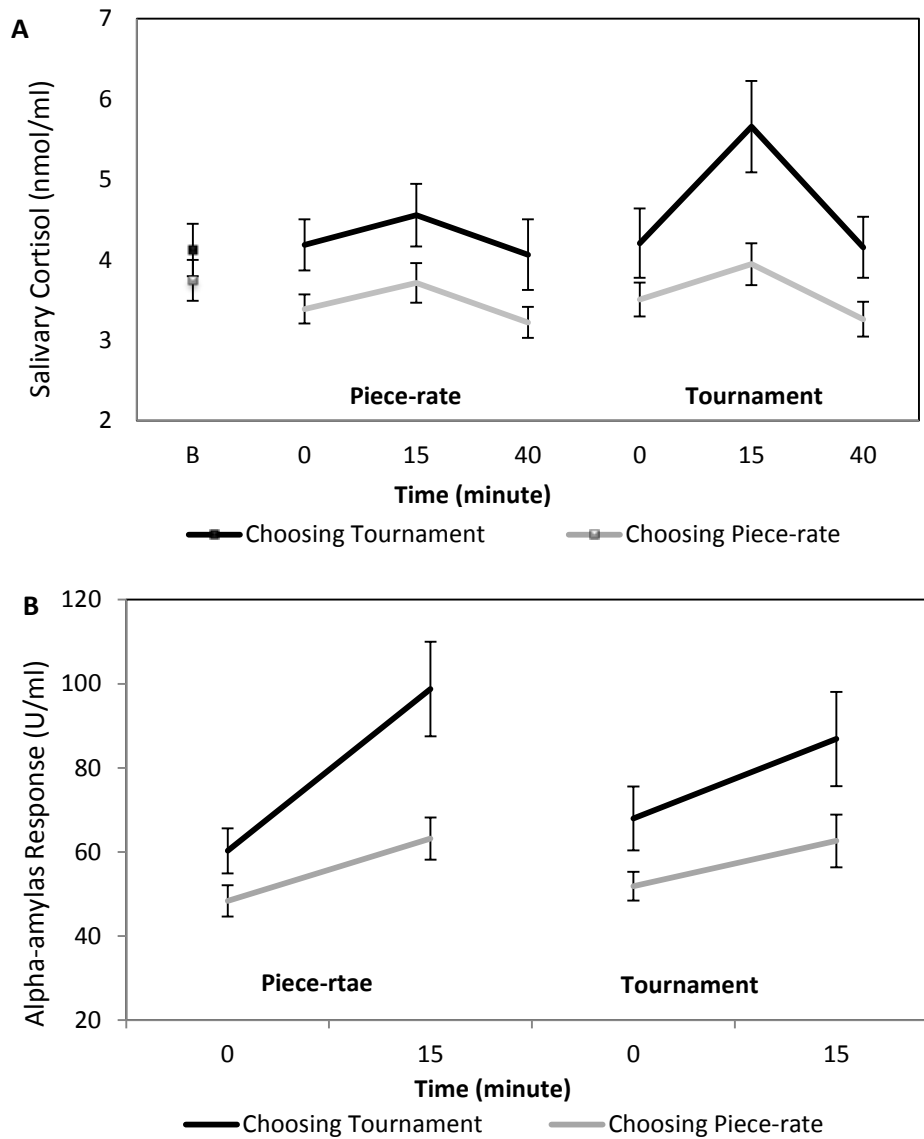 A
Salivary Cortisol (nmol/ml)
7
6
5
4
3
2
Piece-rate Tournament
B 0 15 40 0 15 40
Time (minute)
Choosing Tournament Choosing Piece-rate
B
Alpha-amylas Response (U/ml)
120
100
80
60
40
20
Piece-rtae Tournament
0 15 0 15
Time (minute)
Choosing Tournament Choosing Piece-rate